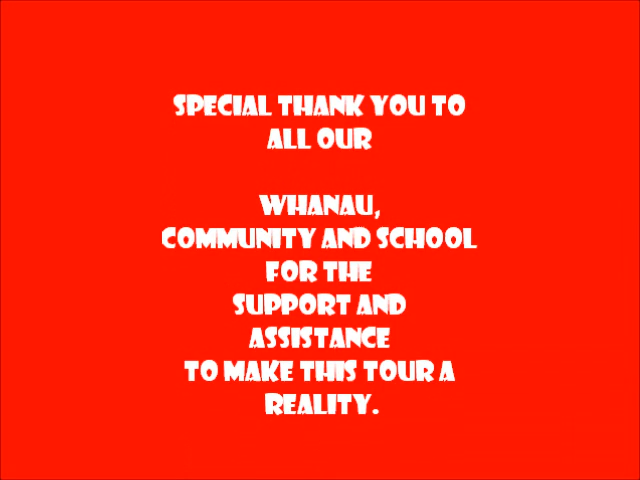 SPECIAL THANK YOU TO
ALL OUR
WHANAU,
COMMUNITY AND SCHOOL
FOR THE
SUPPORT AND
ASSISTANCE
TO MAKE THIS TOUR A
REALITY.